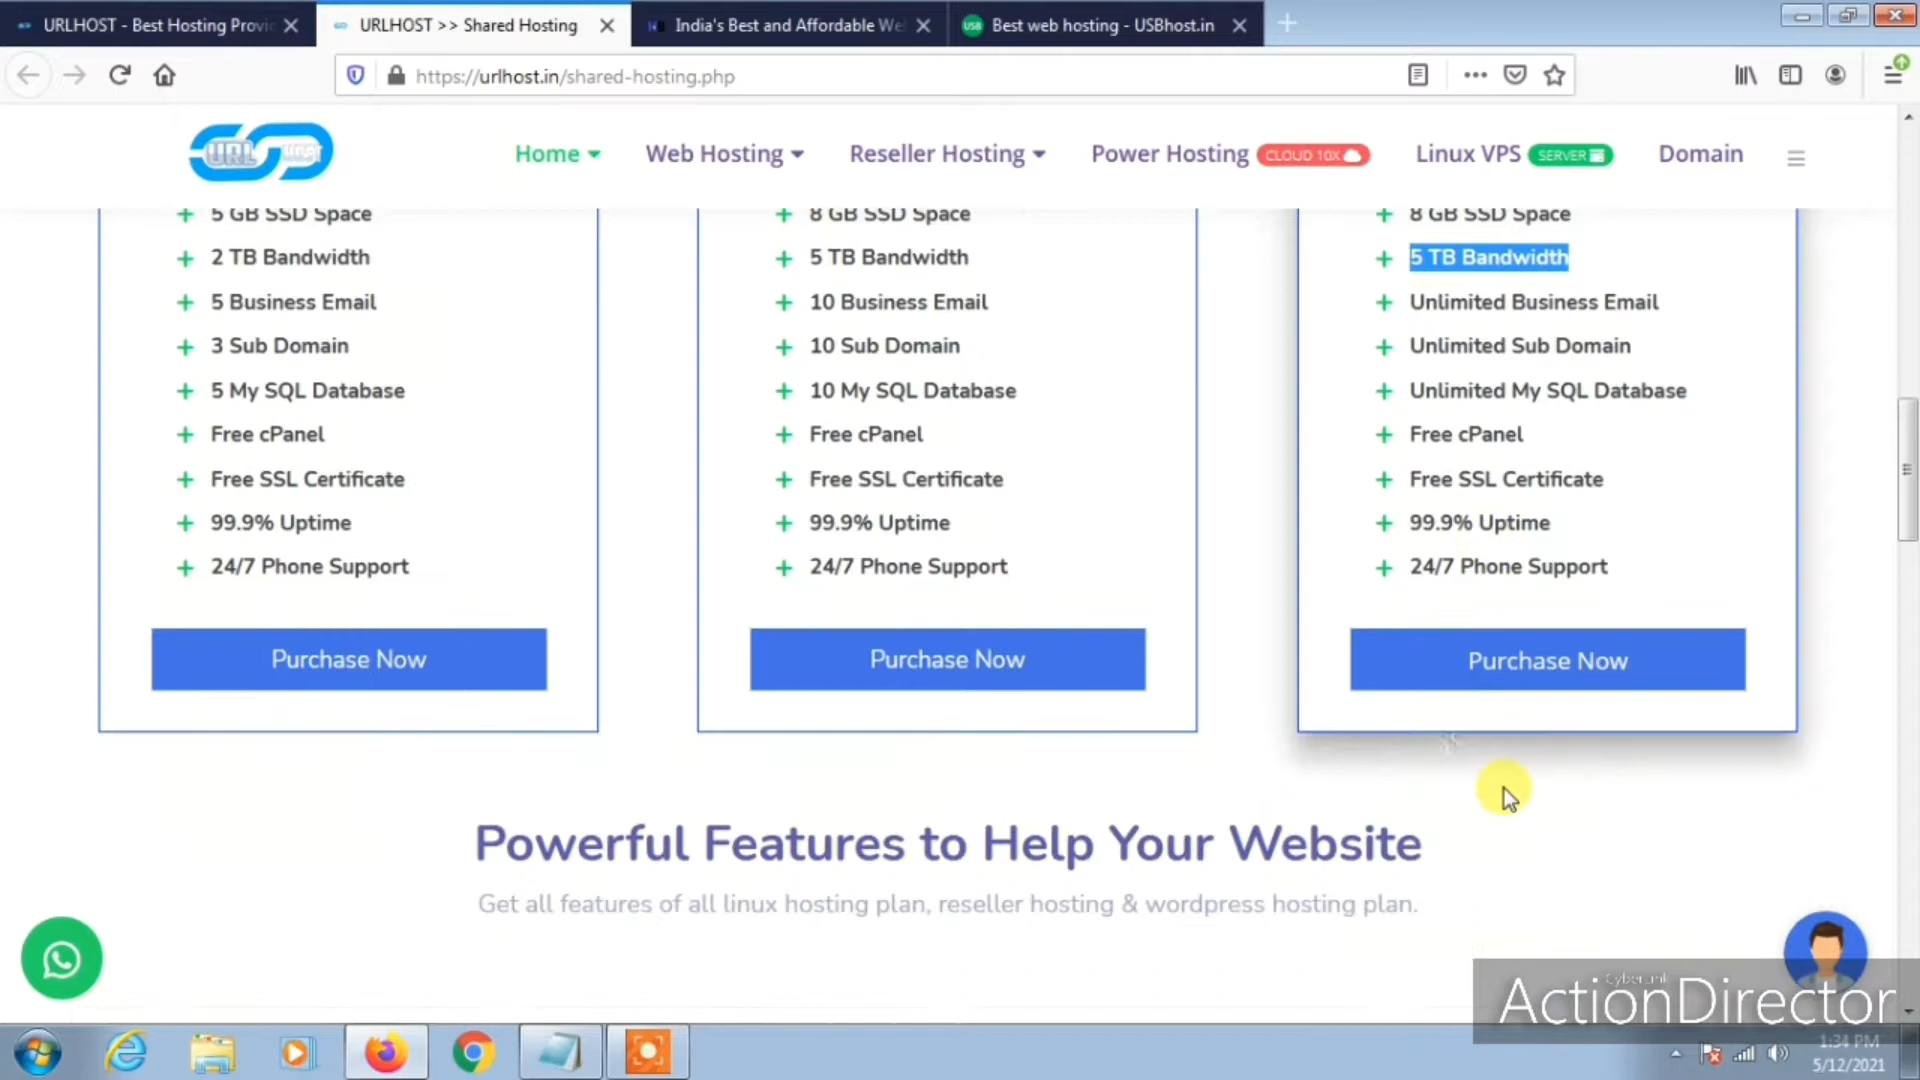 URLHOST - Best Hosting Provi
URLHOST >> Shared Hosting
India's Best and Affordable We
USB
Best web hosting - USBhost.in
https://urlhost.in/shared-hosting.php
URL
Home
Web Hosting
Reseller Hosting
Power Hosting
CLOUD 10X
Linux VPS
SERVER
Domain
5 GB SSD Space
2 TB Bandwidth
5 Business Email
3 Sub Domain
5 My SQL Database
Free cPanel
Free SSL Certificate
99.9% Uptime
24/7 Phone Support
Purchase Now
8 GB SSD Space
5 TB Bandwidth
10 Business Email
10 Sub Domain
10 My SQL Database
Free cPanel
Free SSL Certificate
99.9% Uptime
24/7 Phone Support
Purchase Now
8 GB SSD Space
5 TB Bandwidth
Unlimited Business Email
Unlimited Sub Domain
Unlimited My SQL Database
Free cPanel
Free SSL Certificate
99.9% Uptime
24/7 Phone Support
Purchase Now
Powerful Features to Help Your Website
Get all features of all linux hosting plan, reseller hosting & wordpress hosting plan.
CyberLink
ActionDirector
1:34 PM
5/12/2021